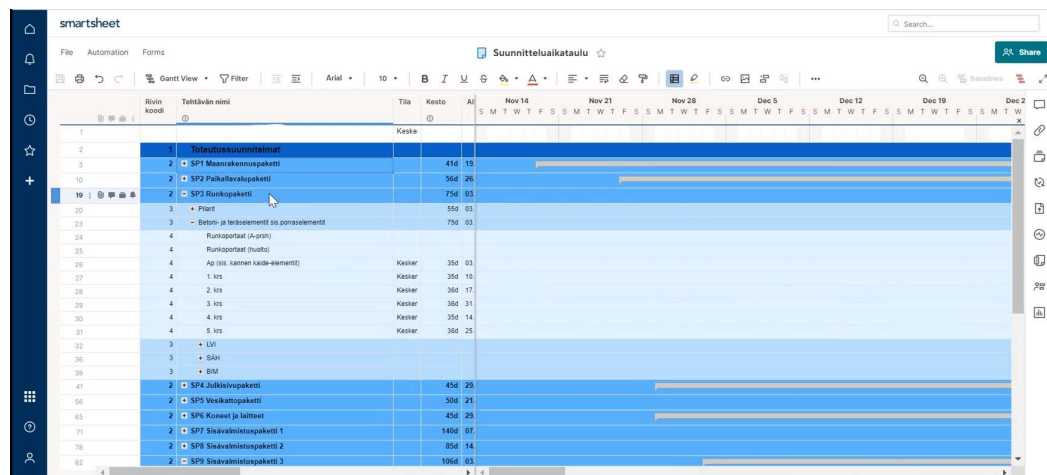 smartsheet
Search...
File Automation Forms
Suunnitteluaikataulu
Share
Gantt View Filter Arial 10 B I U S A Baselines
Rivin koodi Tehtävän nimi Tila Kesto Al
Nov 14 Nov 21 Nov 28 Dec 5 Dec 12 Dec 19 Dec 2
S M T W T F S S M T W T F S S M T W T F S S M T W T F S S M T W T F S S M T W T F S S M T W
1 Keske
2 1 Toteutussuunnitelmat
3 2 SP1 Maanrakennuspaketti 41d 19.
10 2 SP2 Paikallavalupaketti 56d 26.
19 2 SP3 Runkopaketti 75d 03.
20 3 Pilarit 55d 03.
23 3 Betoni- ja teräselementit sis.porraselementit 75d 03.
24 4 Runkoportaat (A-prsh)
25 4 Runkoportaat (huolto)
26 4 Ap (sis. kannen kaide-elementit) Kesker 35d 03.
27 4 1. krs Kesker 35d 10.
28 4 2. krs Kesker 36d 17.
29 4 3. krs Kesker 36d 31.
30 4 4. krs Kesker 35d 14.
31 4 5. krs Kesker 36d 25.
32 3 LVI
36 3 SÄH
39 3 BIM
41 2 SP4 Julkisivupaketti 45d 29.
56 2 SP5 Vesikattopaketti 50d 21.
65 2 SP6 Koneet ja laitteet 45d 29.
71 2 SP7 Sisävalmistuspaketti 1 140d 07.
78 2 SP8 Sisävalmistuspaketti 2 85d 14.
82 2 SP9 Sisävalmistuspaketti 3 106d 03.